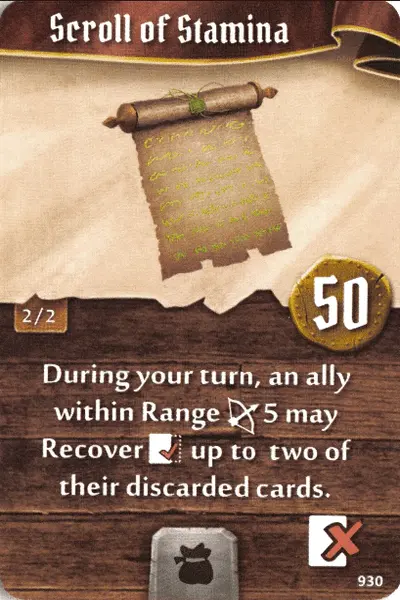 Scroll of Stamina
2/2
50
During your turn, an ally
within Range 5 may
Recover up to two of
their discarded cards.
930